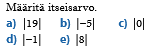 Määritä itseisarvo.
a) |19| b) |−5| c) |0|
d) |−1| e) |8|